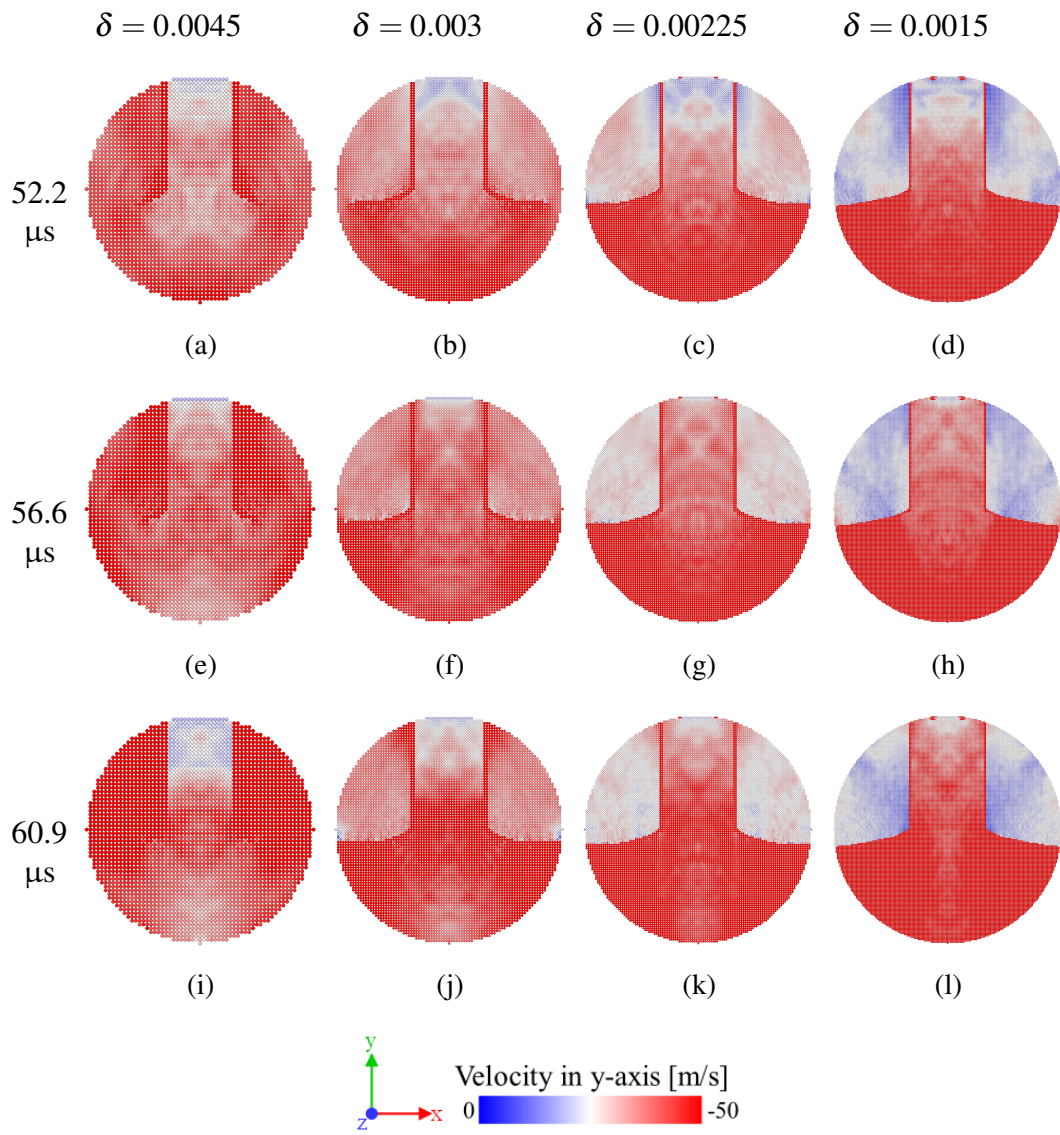 δ = 0.0045 δ = 0.003 δ = 0.00225 δ = 0.0015
52.2
μs
(a) (b) (c) (d)
56.6
μs
(e) (f) (g) (h)
60.9
μs
(i) (j) (k) (l)
y
z x
Velocity in y-axis [m/s]
0 -50